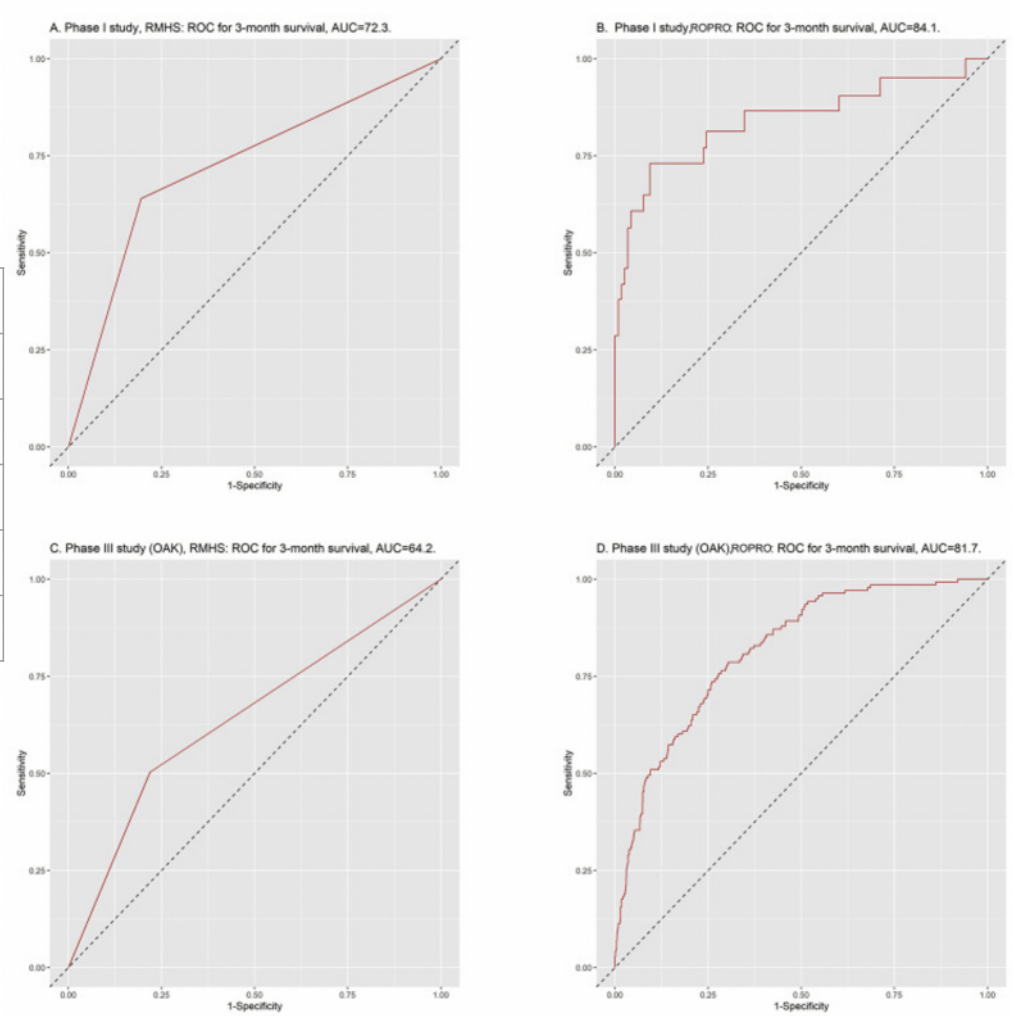 A. Phase I study, RMHS: ROC for 3-month survival, AUC=72.3.
1.00
0.75
0.50
0.25
0.00
Sensitivity
0.00 0.25 0.50 0.75 1.00
1-Specificity
B. Phase I study,ROPRO: ROC for 3-month survival, AUC=84.1.
1.00
0.75
0.50
0.25
0.00
Sensitivity
0.00 0.25 0.50 0.75 1.00
1-Specificity
C. Phase III study (OAK), RMHS: ROC for 3-month survival, AUC=64.2.
1.00
0.75
0.50
0.25
0.00
Sensitivity
0.00 0.25 0.50 0.75 1.00
1-Specificity
D. Phase III study (OAK),ROPRO: ROC for 3-month survival, AUC=81.7.
1.00
0.75
0.50
0.25
0.00
Sensitivity
0.00 0.25 0.50 0.75 1.00
1-Specificity